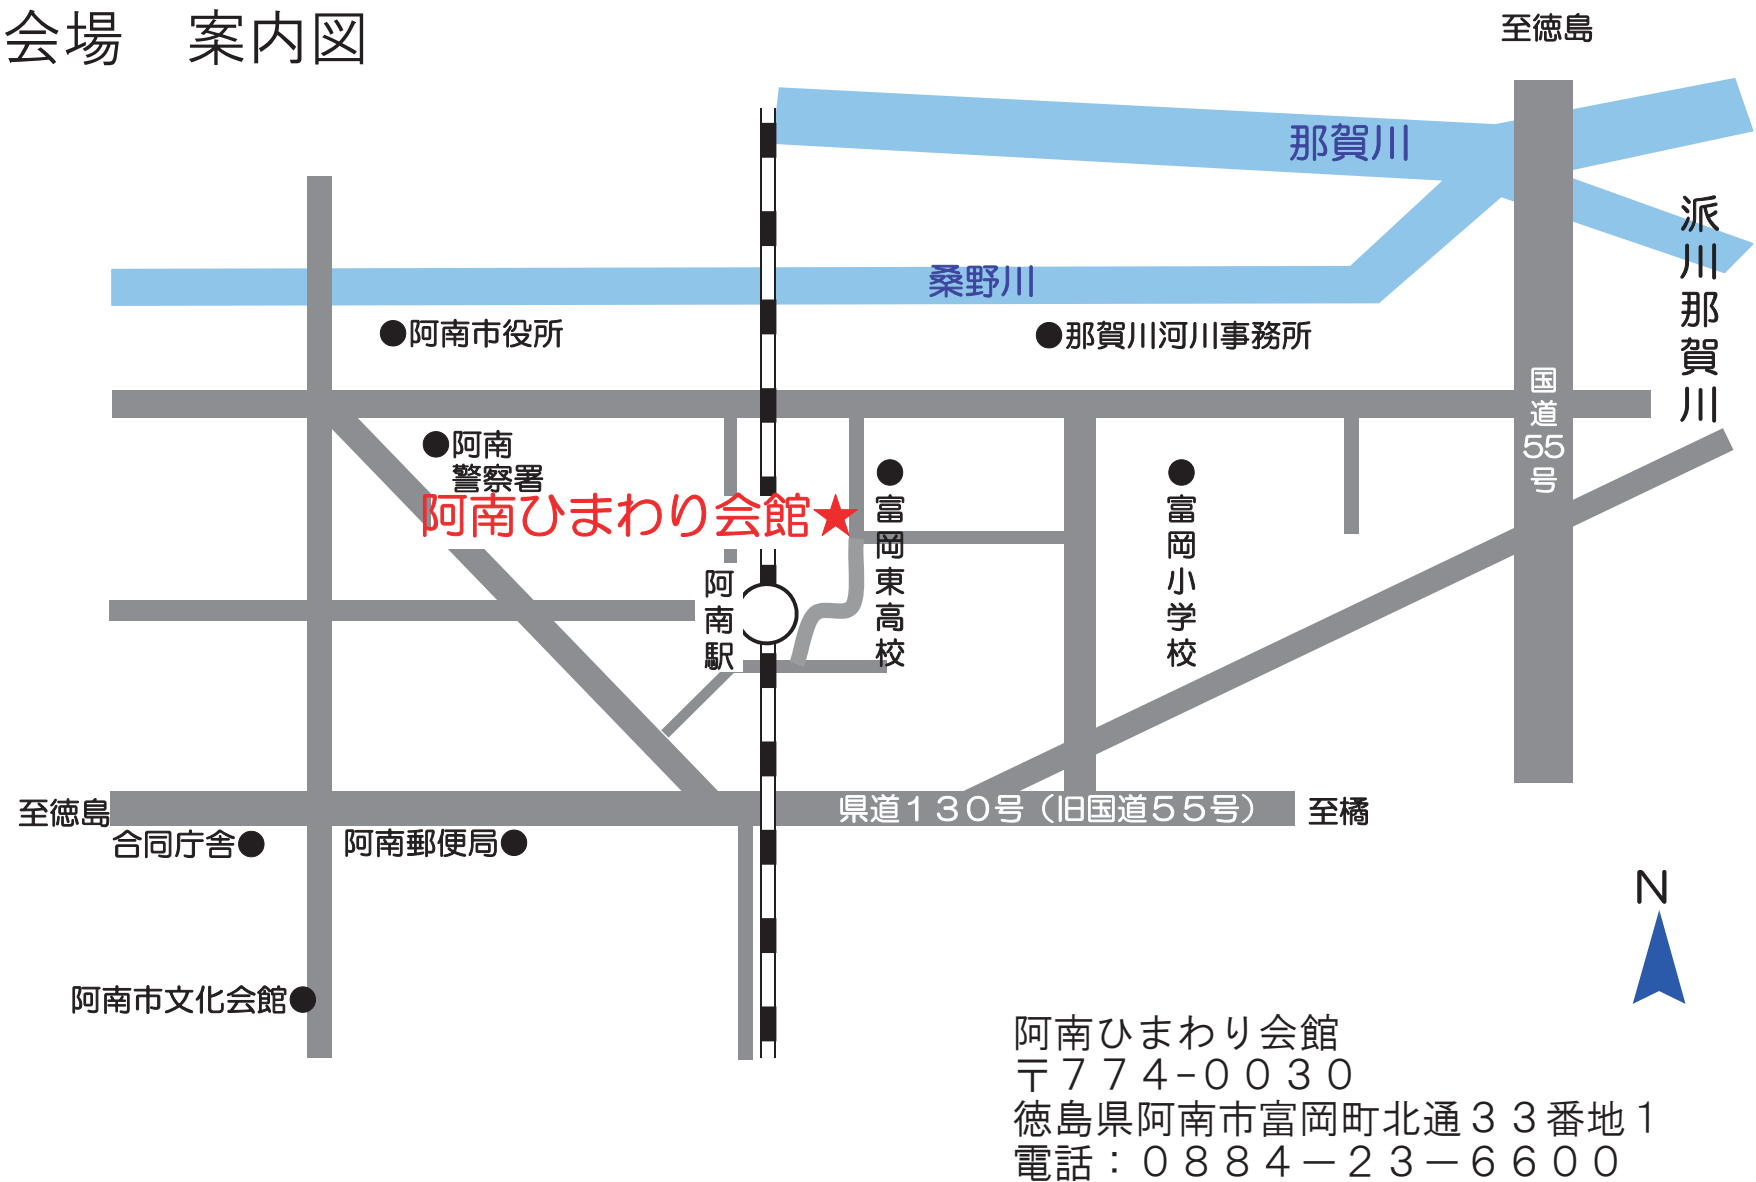 会場　案内図
至徳島
那賀川
派川那賀川
桑野川
●阿南市役所
●那賀川河川事務所
国道55号
●阿南
警察署
阿南ひまわり会館★
●富岡東高校
●富岡小学校
阿南駅
至徳島
県道１３０号（旧国道５５号）
至橘
合同庁舎●
阿南郵便局●
N
阿南市文化会館●
阿南ひまわり会館
〒７７４−００３０
徳島県阿南市富岡町北通３３番地１
電話：０８８４－２３－６６００